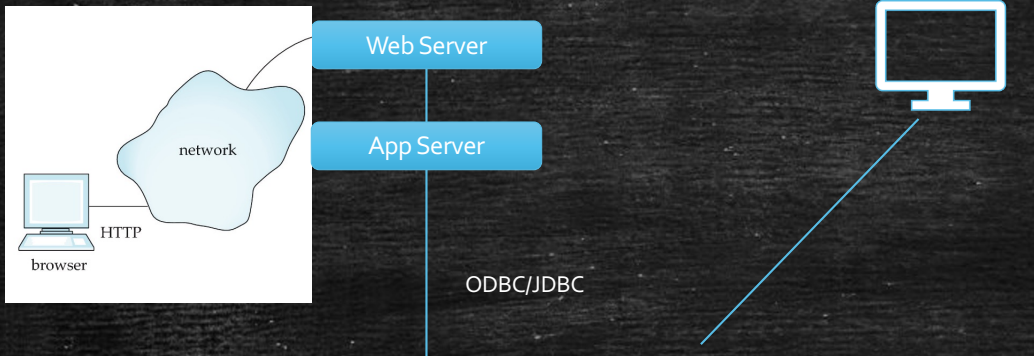 Web Server
network
App Server
HTTP
browser
ODBC/JDBC